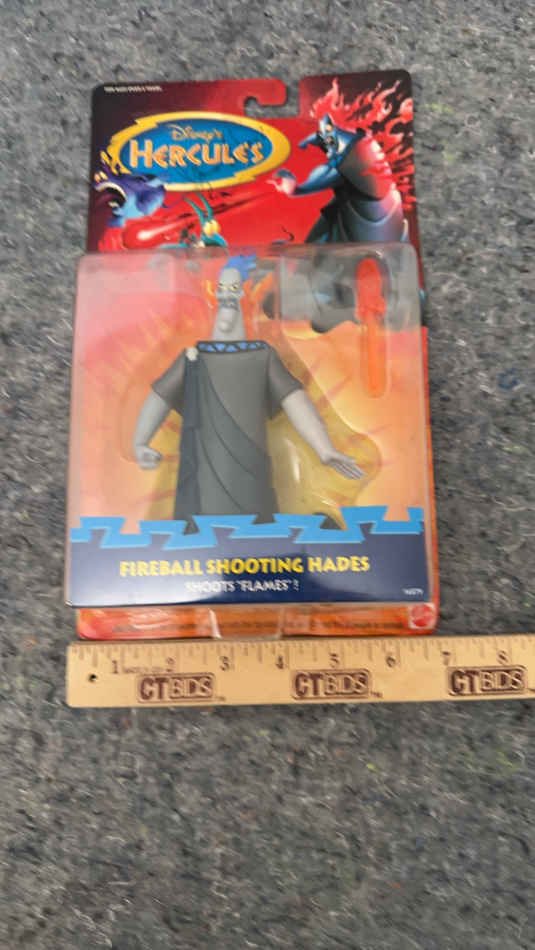 Disney's
HERCULES
FIREBALL SHOOTING HADES
SHOOTS "FLAMES"!
1 2 3 4 5 6 7 8
CTBIDS CTBIDS CTBIDS